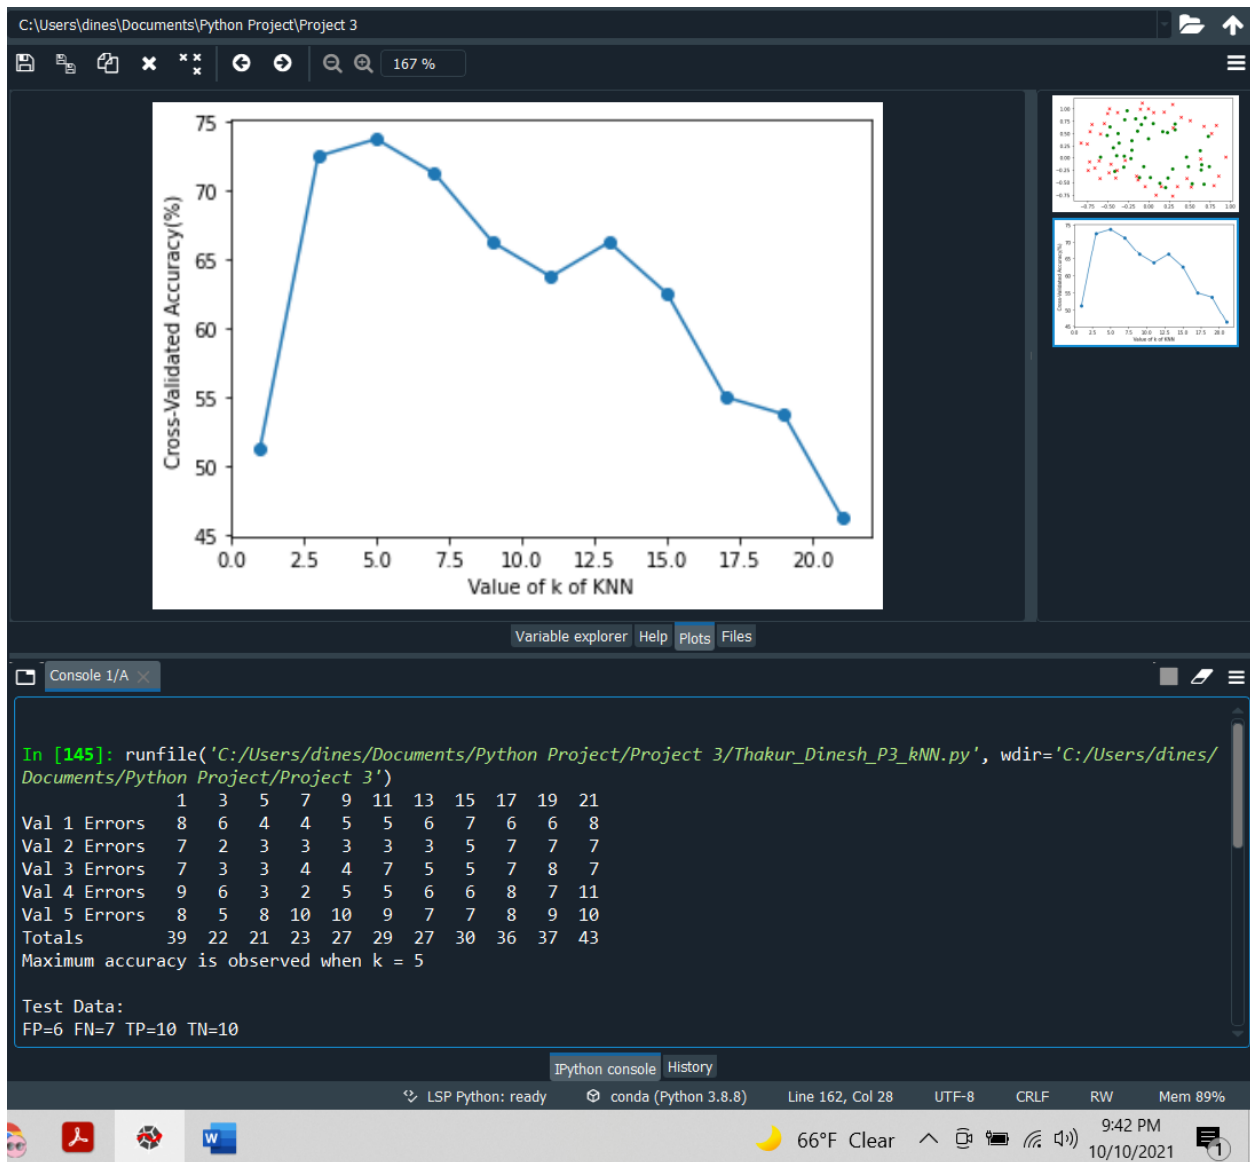 C:\Users\dines\Documents\Python Project\Project 3
167 %
75
70
65
60
55
50
45
0.0 2.5 5.0 7.5 10.0 12.5 15.0 17.5 20.0
Cross-Validated Accuracy(%)
Value of k of KNN
Variable explorer Help Plots Files
Console 1/A
In [145]: runfile('C:/Users/dines/Documents/Python Project/Project 3/Thakur_Dinesh_P3_kNN.py', wdir='C:/Users/dines/
Documents/Python Project/Project 3')
1 3 5 7 9 11 13 15 17 19 21
Val 1 Errors 8 6 4 4 5 5 6 7 6 6 8
Val 2 Errors 7 2 3 3 3 3 3 5 7 7 7
Val 3 Errors 7 3 3 4 4 7 5 5 7 8 7
Val 4 Errors 9 6 3 2 5 5 6 6 8 7 11
Val 5 Errors 8 5 8 10 10 9 7 7 8 9 10
Totals 39 22 21 23 27 29 27 30 36 37 43
Maximum accuracy is observed when k = 5
Test Data:
FP=6 FN=7 TP=10 TN=10
IPython console History
LSP Python: ready conda (Python 3.8.8) Line 162, Col 28 UTF-8 CRLF RW Mem 89%
W
66°F Clear
9:42 PM
10/10/2021
1